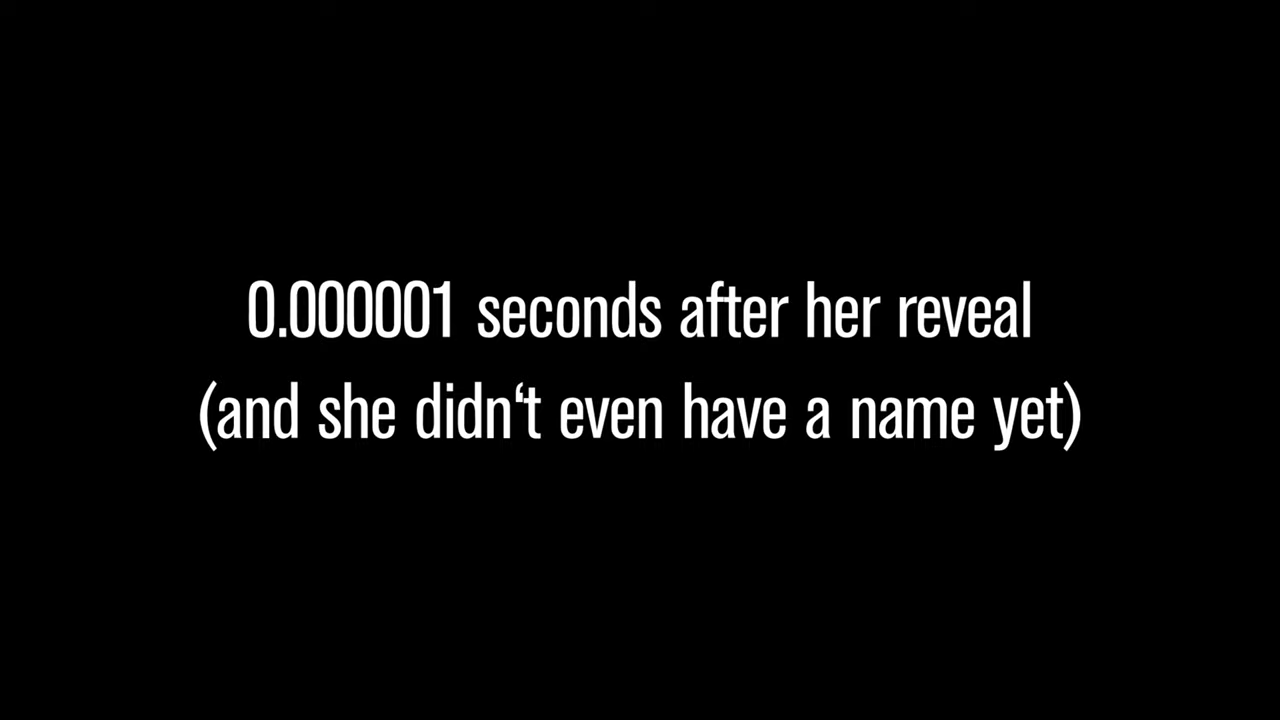 0.000001 seconds after her reveal
(and she didn‘t even have a name yet)